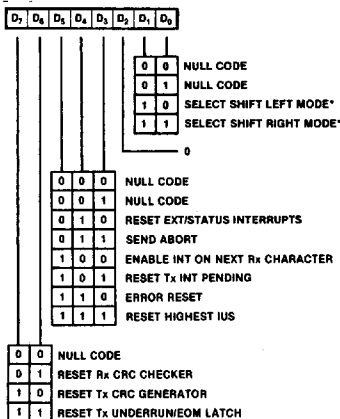 D7 D6 D5 D4 D3 D2 D1 D0
0 0 NULL CODE
0 1 NULL CODE
1 0 SELECT SHIFT LEFT MODE*
1 1 SELECT SHIFT RIGHT MODE*
0
0 0 0 NULL CODE
0 0 1 NULL CODE
0 1 0 RESET EXT/STATUS INTERRUPTS
0 1 1 SEND ABORT
1 0 0 ENABLE INT ON NEXT Rx CHARACTER
1 0 1 RESET Tx INT PENDING
1 1 0 ERROR RESET
1 1 1 RESET HIGHEST IUS
0 0 NULL CODE
0 1 RESET Rx CRC CHECKER
1 0 RESET Tx CRC GENERATOR
1 1 RESET Tx UNDERRUN/EOM LATCH